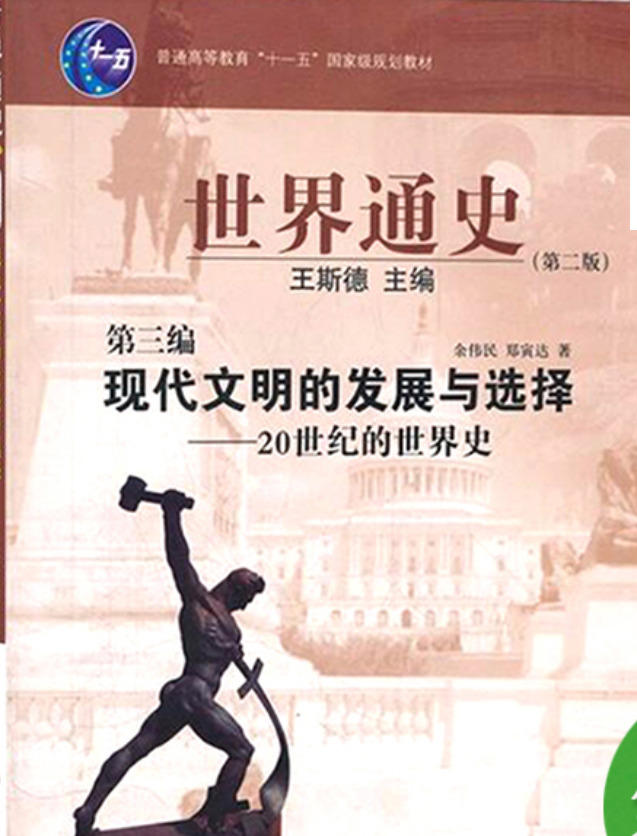 十一五
普通高等教育“十一五”国家级规划教材
世界通史
(第二版)
王斯德 主编
第三编
余伟民 郑寅达 著
现代文明的发展与选择
——20世纪的世界史